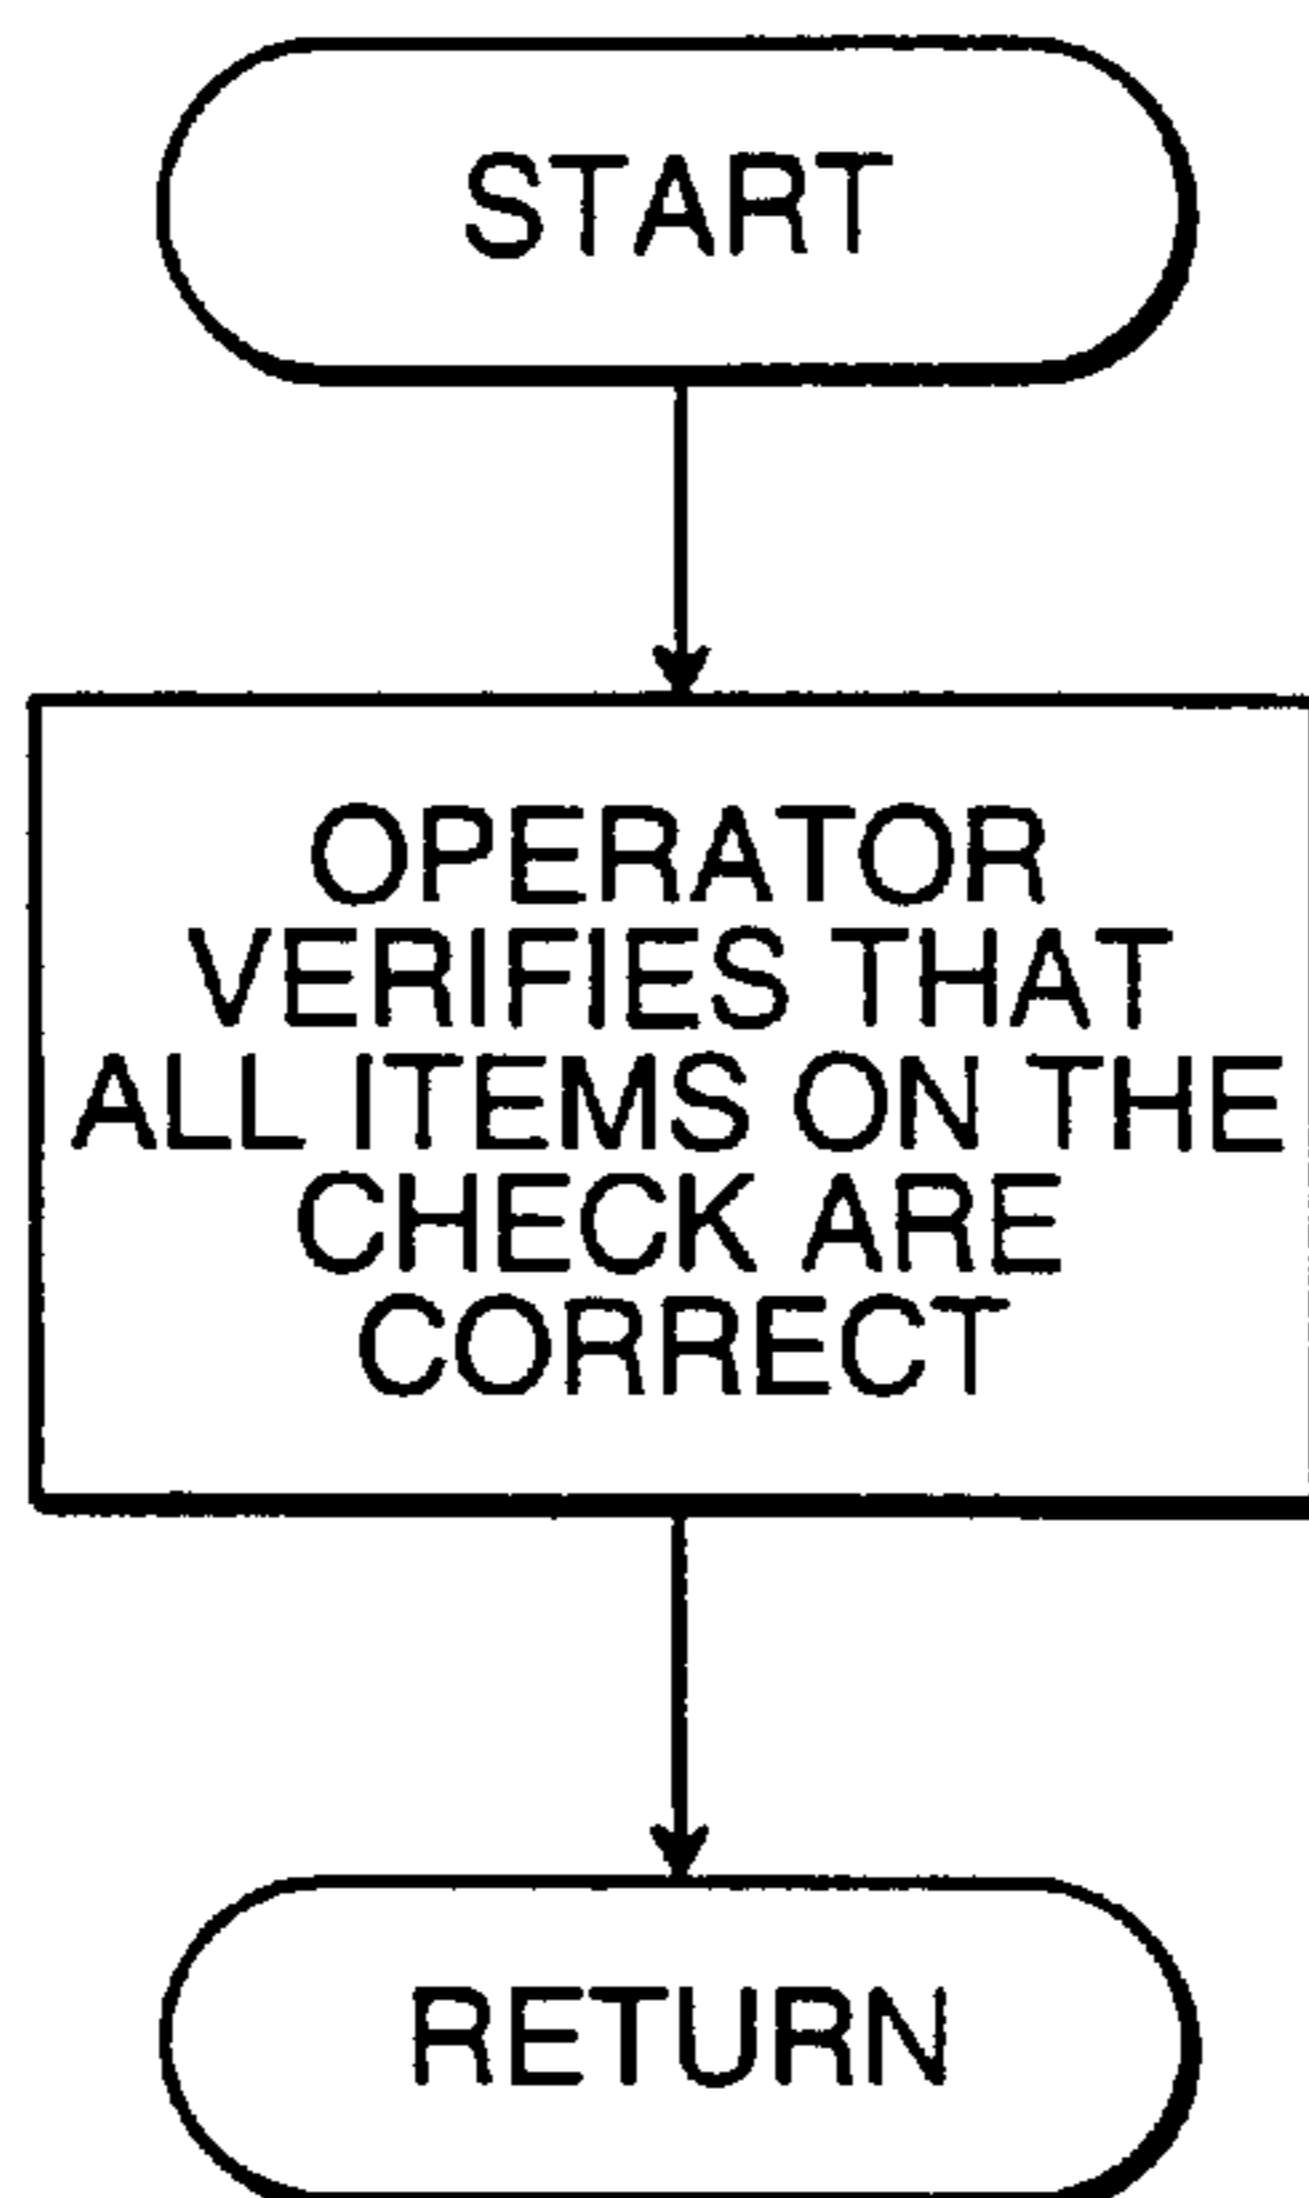 START
OPERATOR
VERIFIES THAT
ALL ITEMS ON THE
CHECK ARE
CORRECT
RETURN